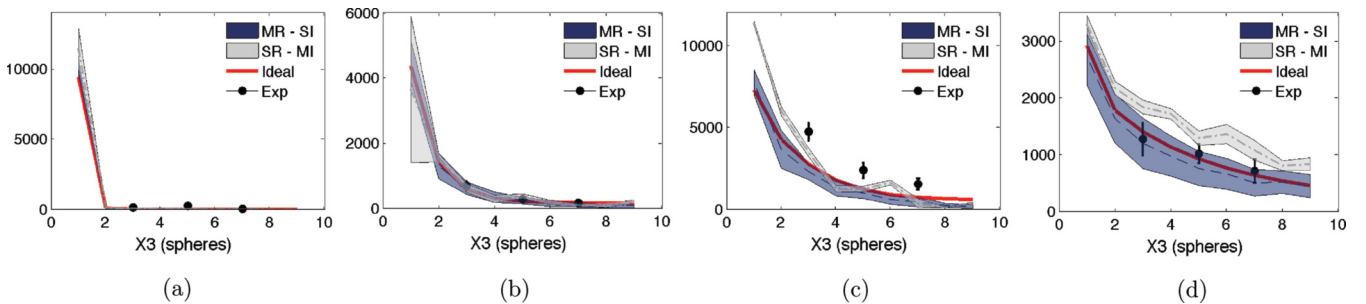 10000
5000
0
0 2 4 6 8 10
X3 (spheres)
MR - SI
SR - MI
Ideal
Exp
(a)
6000
4000
2000
0
0 2 4 6 8 10
X3 (spheres)
MR - SI
SR - MI
Ideal
Exp
(b)
10000
5000
0
0 2 4 6 8 10
X3 (spheres)
MR - SI
SR - MI
Ideal
Exp
(c)
3000
2000
1000
0
0 2 4 6 8 10
X3 (spheres)
MR - SI
SR - MI
Ideal
Exp
(d)